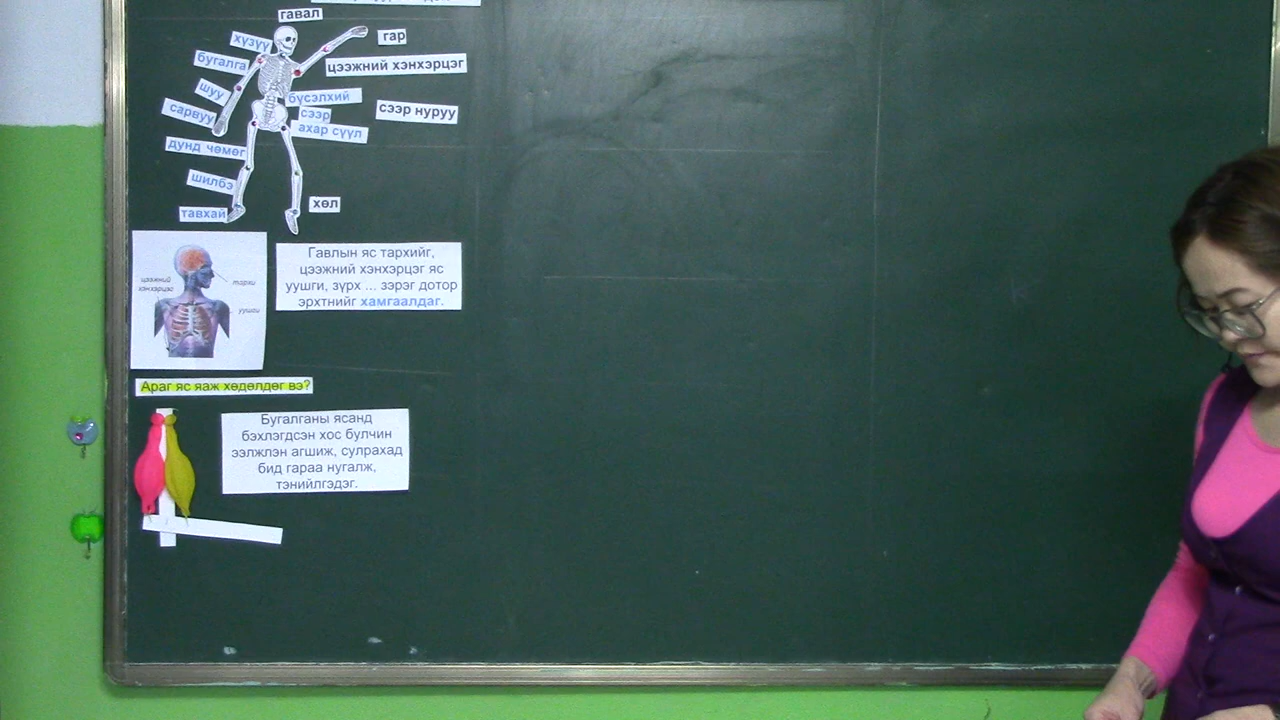 гавал
хүзүү
гар
бугалга
цээжний хэнхэрцэг
шуу
бүсэлхий
сарвуу
сээр
сээр нуруу
ахар сүүл
дунд чөмөг
шилбэ
тавхай
хөл
цээжний
хэнхэрцэг
тархи
уушги
Гавлын яс тархийг,
цээжний хэнхэрцэг яс
уушги, зүрх ... зэрэг дотор
эрхтнийг хамгаалдаг.
Араг яс яаж хөдөлдөг вэ?
Бугалганы ясанд
бэхлэгдсэн хос булчин
ээлжлэн агшиж, сулрахад
бид гараа нугалж,
тэнийлгэдэг.